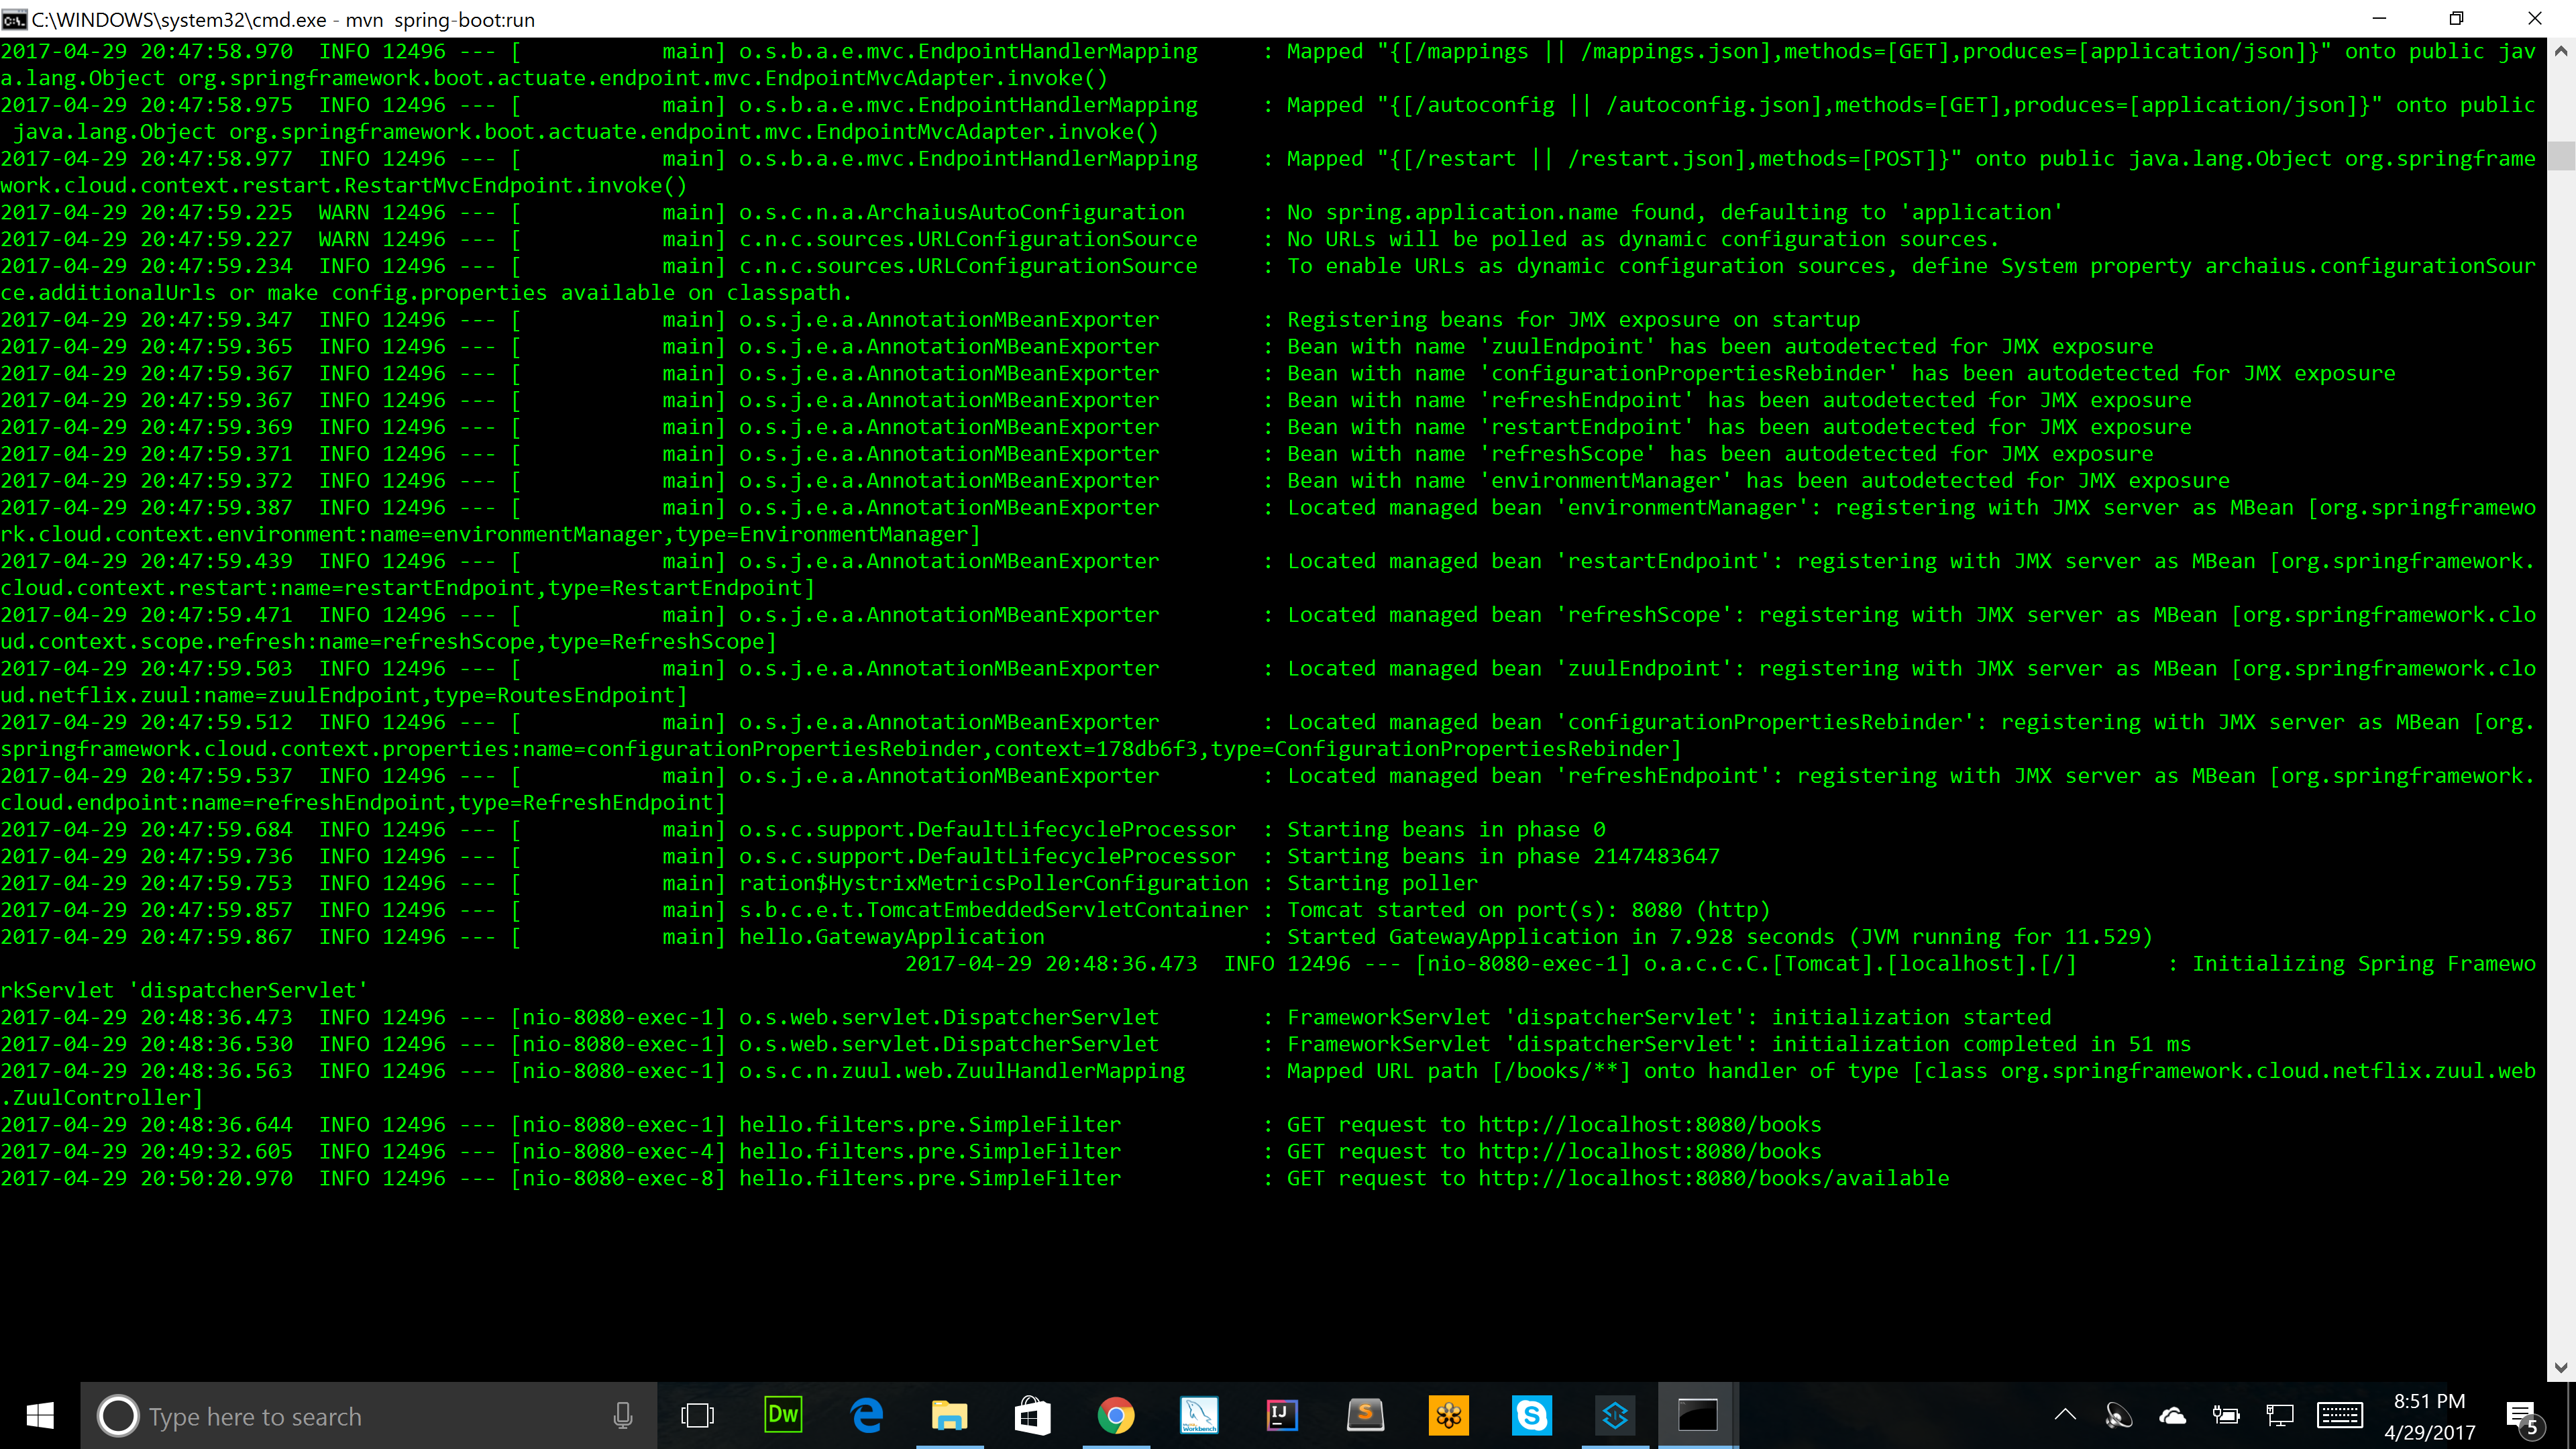 C:\WINDOWS\system32\cmd.exe - mvn  spring-boot:run
2017-04-29 20:47:58.970  INFO 12496 --- [           main] o.s.b.a.e.mvc.EndpointHandlerMapping     : Mapped "{[/mappings || /mappings.json],methods=[GET],produces=[application/json]}" onto public jav
a.lang.Object org.springframework.boot.actuate.endpoint.mvc.EndpointMvcAdapter.invoke()
2017-04-29 20:47:58.975  INFO 12496 --- [           main] o.s.b.a.e.mvc.EndpointHandlerMapping     : Mapped "{[/autoconfig || /autoconfig.json],methods=[GET],produces=[application/json]}" onto public
 java.lang.Object org.springframework.boot.actuate.endpoint.mvc.EndpointMvcAdapter.invoke()
2017-04-29 20:47:58.977  INFO 12496 --- [           main] o.s.b.a.e.mvc.EndpointHandlerMapping     : Mapped "{[/restart || /restart.json],methods=[POST]}" onto public java.lang.Object org.springframe
work.cloud.context.restart.RestartMvcEndpoint.invoke()
2017-04-29 20:47:59.225  WARN 12496 --- [           main] o.s.c.n.a.ArchaiusAutoConfiguration      : No spring.application.name found, defaulting to 'application'
2017-04-29 20:47:59.227  WARN 12496 --- [           main] c.n.c.sources.URLConfigurationSource     : No URLs will be polled as dynamic configuration sources.
2017-04-29 20:47:59.234  INFO 12496 --- [           main] c.n.c.sources.URLConfigurationSource     : To enable URLs as dynamic configuration sources, define System property archaius.configurationSour
ce.additionalUrls or make config.properties available on classpath.
2017-04-29 20:47:59.347  INFO 12496 --- [           main] o.s.j.e.a.AnnotationMBeanExporter        : Registering beans for JMX exposure on startup
2017-04-29 20:47:59.365  INFO 12496 --- [           main] o.s.j.e.a.AnnotationMBeanExporter        : Bean with name 'zuulEndpoint' has been autodetected for JMX exposure
2017-04-29 20:47:59.367  INFO 12496 --- [           main] o.s.j.e.a.AnnotationMBeanExporter        : Bean with name 'configurationPropertiesRebinder' has been autodetected for JMX exposure
2017-04-29 20:47:59.367  INFO 12496 --- [           main] o.s.j.e.a.AnnotationMBeanExporter        : Bean with name 'refreshEndpoint' has been autodetected for JMX exposure
2017-04-29 20:47:59.369  INFO 12496 --- [           main] o.s.j.e.a.AnnotationMBeanExporter        : Bean with name 'restartEndpoint' has been autodetected for JMX exposure
2017-04-29 20:47:59.371  INFO 12496 --- [           main] o.s.j.e.a.AnnotationMBeanExporter        : Bean with name 'refreshScope' has been autodetected for JMX exposure
2017-04-29 20:47:59.372  INFO 12496 --- [           main] o.s.j.e.a.AnnotationMBeanExporter        : Bean with name 'environmentManager' has been autodetected for JMX exposure
2017-04-29 20:47:59.387  INFO 12496 --- [           main] o.s.j.e.a.AnnotationMBeanExporter        : Located managed bean 'environmentManager': registering with JMX server as MBean [org.springframewo
rk.cloud.context.environment:name=environmentManager,type=EnvironmentManager]
2017-04-29 20:47:59.439  INFO 12496 --- [           main] o.s.j.e.a.AnnotationMBeanExporter        : Located managed bean 'restartEndpoint': registering with JMX server as MBean [org.springframework.
cloud.context.restart:name=restartEndpoint,type=RestartEndpoint]
2017-04-29 20:47:59.471  INFO 12496 --- [           main] o.s.j.e.a.AnnotationMBeanExporter        : Located managed bean 'refreshScope': registering with JMX server as MBean [org.springframework.clo
ud.context.scope.refresh:name=refreshScope,type=RefreshScope]
2017-04-29 20:47:59.503  INFO 12496 --- [           main] o.s.j.e.a.AnnotationMBeanExporter        : Located managed bean 'zuulEndpoint': registering with JMX server as MBean [org.springframework.clo
ud.netflix.zuul:name=zuulEndpoint,type=RoutesEndpoint]
2017-04-29 20:47:59.512  INFO 12496 --- [           main] o.s.j.e.a.AnnotationMBeanExporter        : Located managed bean 'configurationPropertiesRebinder': registering with JMX server as MBean [org.
springframework.cloud.context.properties:name=configurationPropertiesRebinder,context=178db6f3,type=ConfigurationPropertiesRebinder]
2017-04-29 20:47:59.537  INFO 12496 --- [           main] o.s.j.e.a.AnnotationMBeanExporter        : Located managed bean 'refreshEndpoint': registering with JMX server as MBean [org.springframework.
cloud.endpoint:name=refreshEndpoint,type=RefreshEndpoint]
2017-04-29 20:47:59.684  INFO 12496 --- [           main] o.s.c.support.DefaultLifecycleProcessor  : Starting beans in phase 0
2017-04-29 20:47:59.736  INFO 12496 --- [           main] o.s.c.support.DefaultLifecycleProcessor  : Starting beans in phase 2147483647
2017-04-29 20:47:59.753  INFO 12496 --- [           main] ration$HystrixMetricsPollerConfiguration : Starting poller
2017-04-29 20:47:59.857  INFO 12496 --- [           main] s.b.c.e.t.TomcatEmbeddedServletContainer : Tomcat started on port(s): 8080 (http)
2017-04-29 20:47:59.867  INFO 12496 --- [           main] hello.GatewayApplication                 : Started GatewayApplication in 7.928 seconds (JVM running for 11.529)
2017-04-29 20:48:36.473  INFO 12496 --- [nio-8080-exec-1] o.a.c.c.C.[Tomcat].[localhost].[/]       : Initializing Spring Framewo
rkServlet 'dispatcherServlet'
2017-04-29 20:48:36.473  INFO 12496 --- [nio-8080-exec-1] o.s.web.servlet.DispatcherServlet        : FrameworkServlet 'dispatcherServlet': initialization started
2017-04-29 20:48:36.530  INFO 12496 --- [nio-8080-exec-1] o.s.web.servlet.DispatcherServlet        : FrameworkServlet 'dispatcherServlet': initialization completed in 51 ms
2017-04-29 20:48:36.563  INFO 12496 --- [nio-8080-exec-1] o.s.c.n.zuul.web.ZuulHandlerMapping      : Mapped URL path [/books/**] onto handler of type [class org.springframework.cloud.netflix.zuul.web
.ZuulController]
2017-04-29 20:48:36.644  INFO 12496 --- [nio-8080-exec-1] hello.filters.pre.SimpleFilter           : GET request to http://localhost:8080/books
2017-04-29 20:49:32.605  INFO 12496 --- [nio-8080-exec-4] hello.filters.pre.SimpleFilter           : GET request to http://localhost:8080/books
2017-04-29 20:50:20.970  INFO 12496 --- [nio-8080-exec-8] hello.filters.pre.SimpleFilter           : GET request to http://localhost:8080/books/available
Type here to search
Dw
Workbench
IJ
S
S
8:51 PM
4/29/2017
5